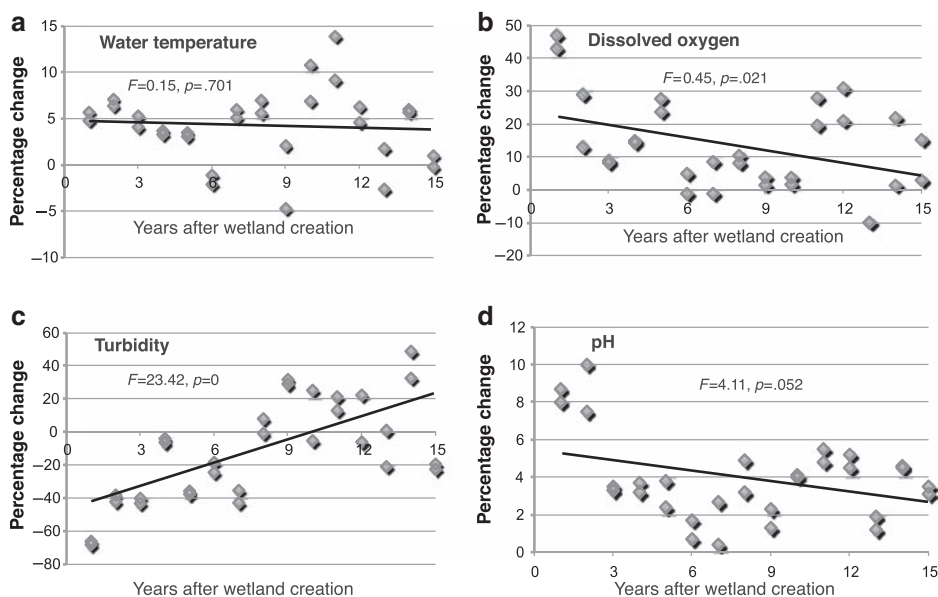 a
Water temperature
F=0.15, p=.701
Percentage change
15
10
5
0
−5
−10
0 3 6 9 12 15
Years after wetland creation
b
Dissolved oxygen
F=0.45, p=.021
Percentage change
50
40
30
20
10
0
−10
−20
0 3 6 9 12 15
Years after wetland creation
c
Turbidity
F=23.42, p=0
Percentage change
60
40
20
0
−20
−40
−60
−80
0 3 6 9 12 15
Years after wetland creation
d
pH
F=4.11, p=.052
Percentage change
12
10
8
6
4
2
0
0 3 6 9 12 15
Years after wetland creation